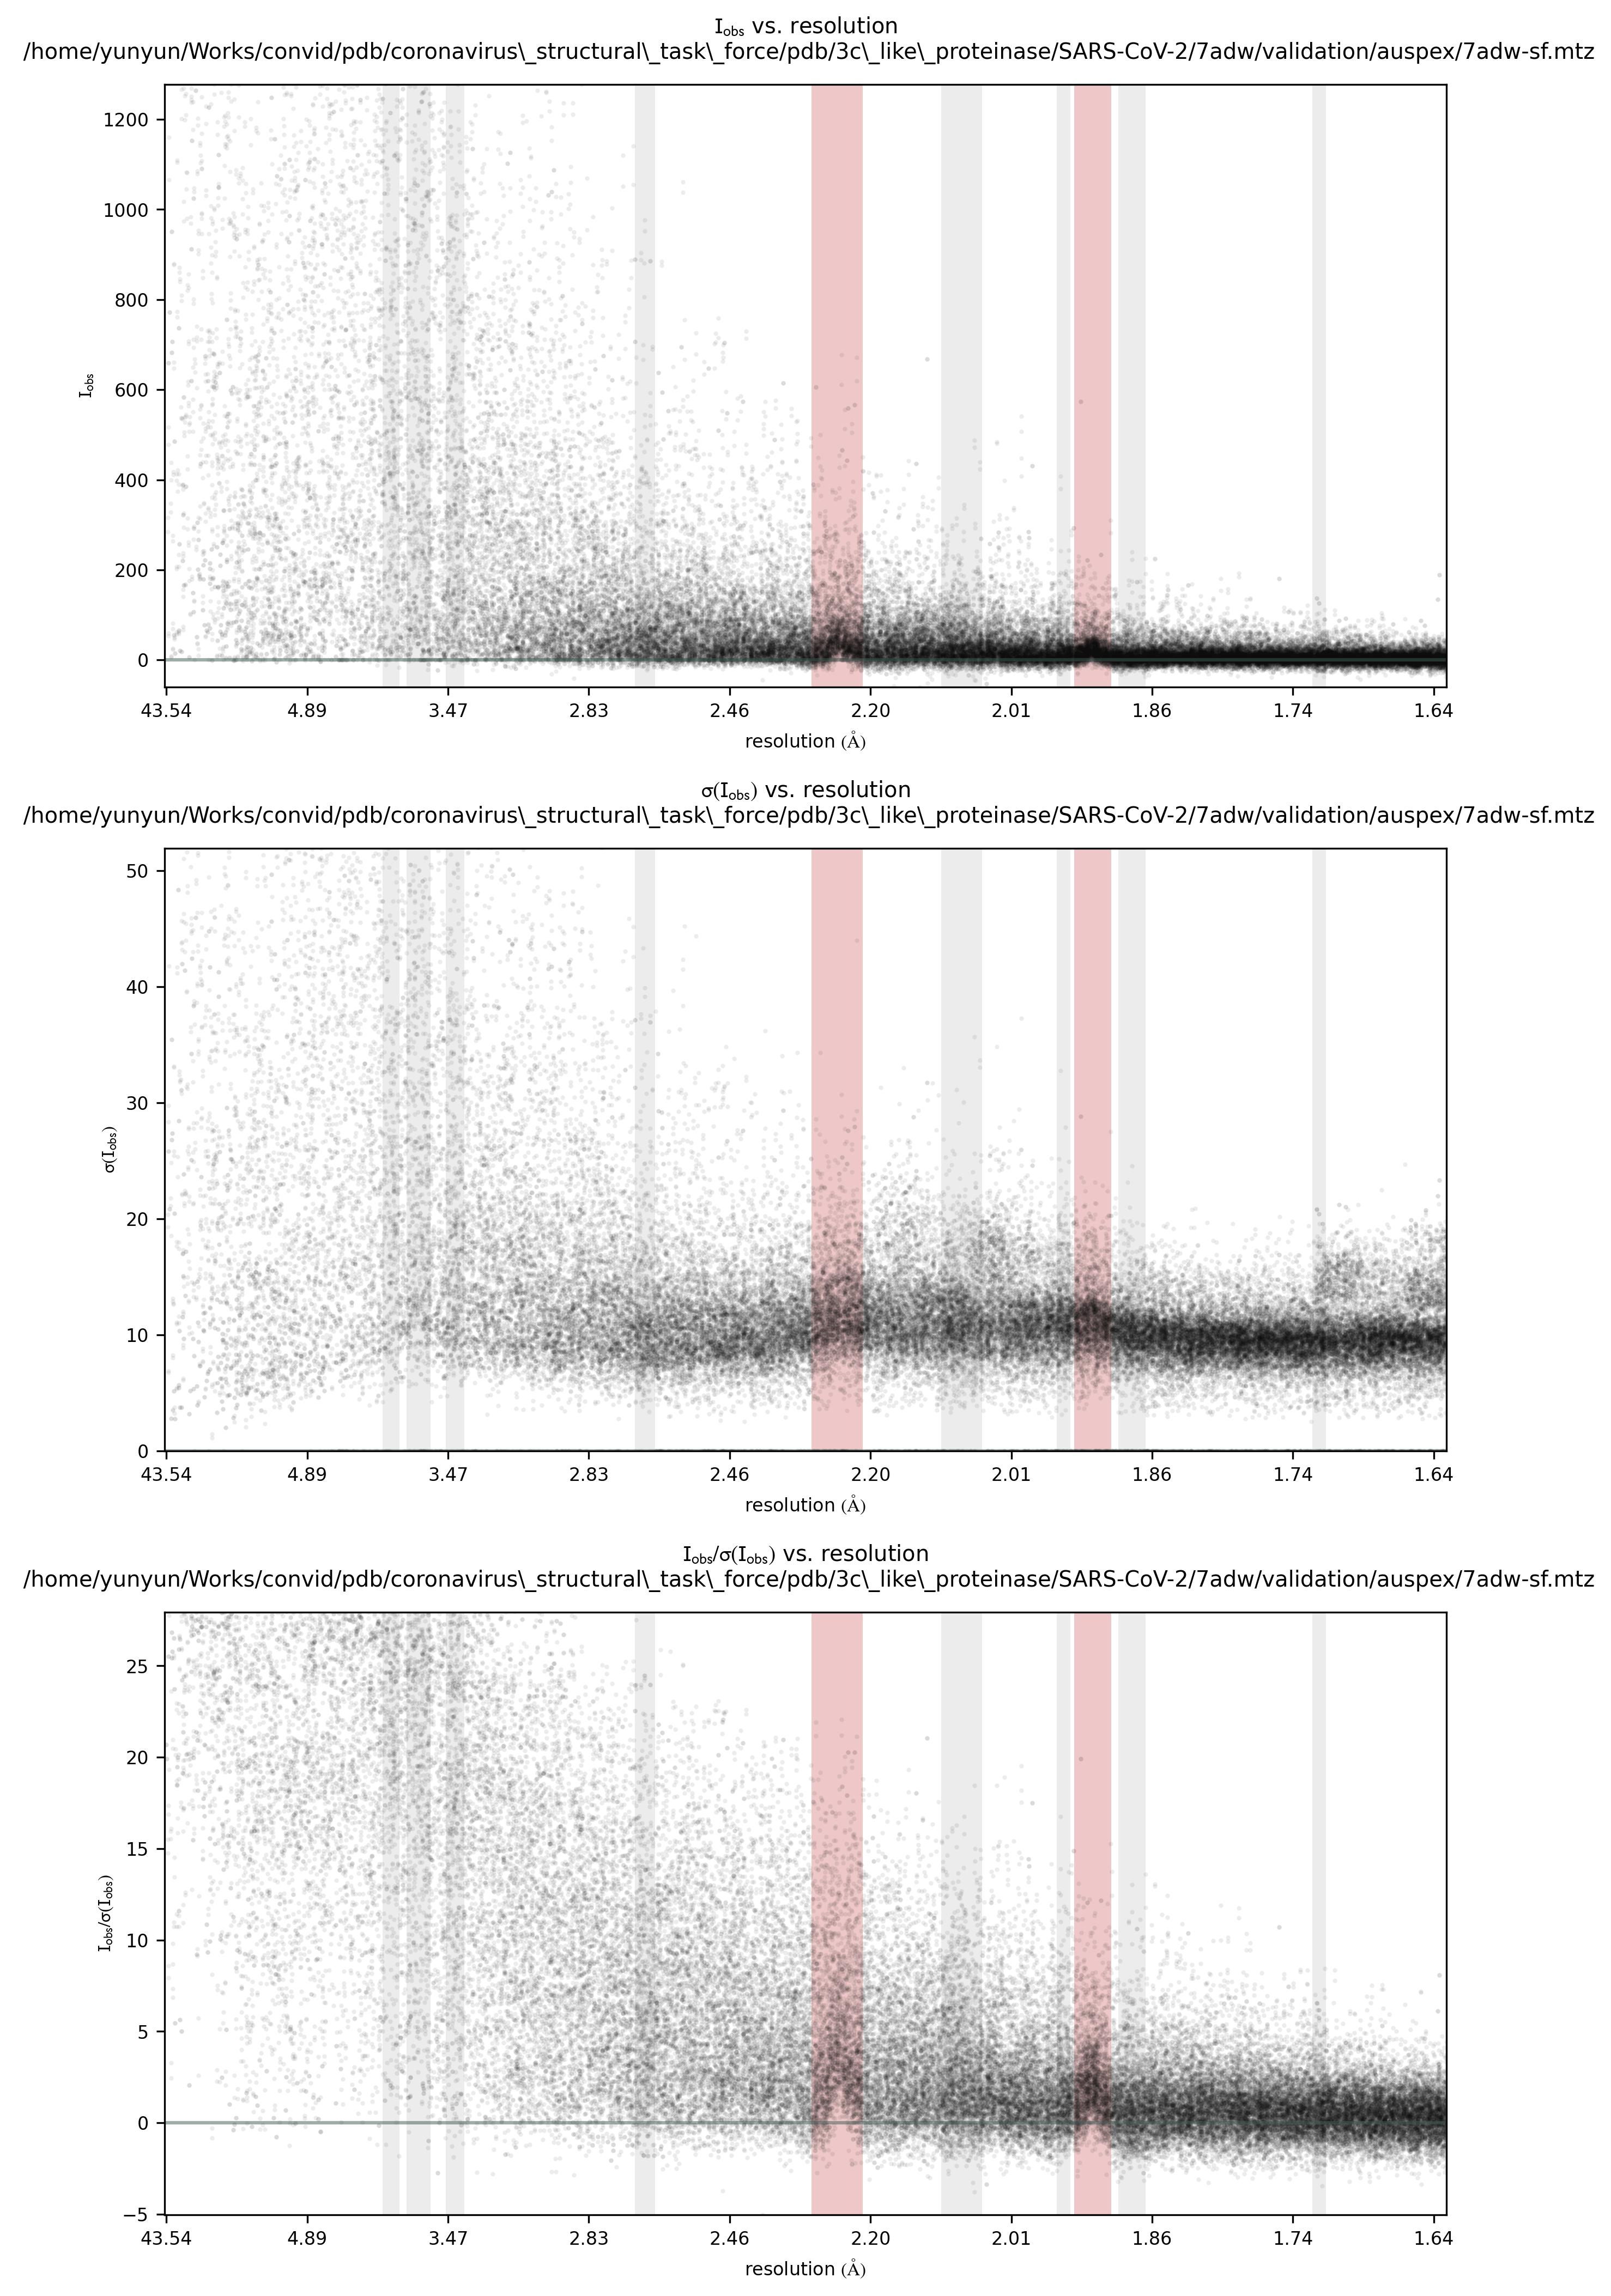 Iobs vs. resolution
/home/yunyun/Works/convid/pdb/coronavirus\_structural\_task\_force/pdb/3c\_like\_proteinase/SARS-CoV-2/7adw/validation/auspex/7adw-sf.mtz
1200
1000
800
600
400
200
0
Iobs
43.54 4.89 3.47 2.83 2.46 2.20 2.01 1.86 1.74 1.64
resolution (Å)
σ(Iobs) vs. resolution
/home/yunyun/Works/convid/pdb/coronavirus\_structural\_task\_force/pdb/3c\_like\_proteinase/SARS-CoV-2/7adw/validation/auspex/7adw-sf.mtz
50
40
30
20
10
0
σ(Iobs)
43.54 4.89 3.47 2.83 2.46 2.20 2.01 1.86 1.74 1.64
resolution (Å)
Iobs/σ(Iobs) vs. resolution
/home/yunyun/Works/convid/pdb/coronavirus\_structural\_task\_force/pdb/3c\_like\_proteinase/SARS-CoV-2/7adw/validation/auspex/7adw-sf.mtz
25
20
15
10
5
0
−5
Iobs/σ(Iobs)
43.54 4.89 3.47 2.83 2.46 2.20 2.01 1.86 1.74 1.64
resolution (Å)